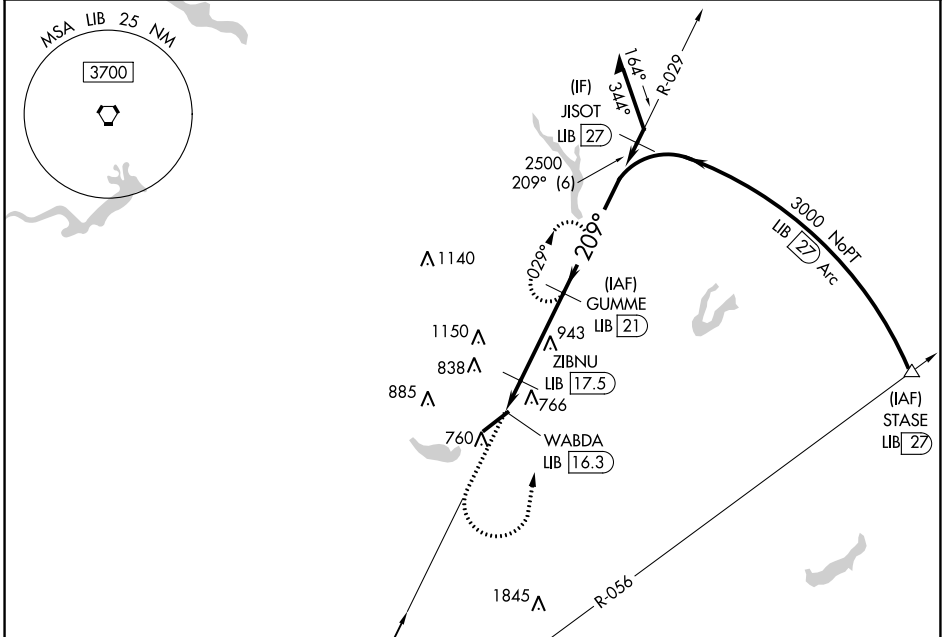 MSA LIB 25 NM
3700
164°
344°
R-029
(IF)
JISOT
LIB 27
2500
209° (6)
3000 NoPT
LIB 27 Arc
209°
029°
1140
(IAF)
GUMME
LIB 21
1150
943
838
ZIBNU
LIB 17.5
885
766
(IAF)
STASE
LIB 27
760
WABDA
LIB 16.3
R-056
1845